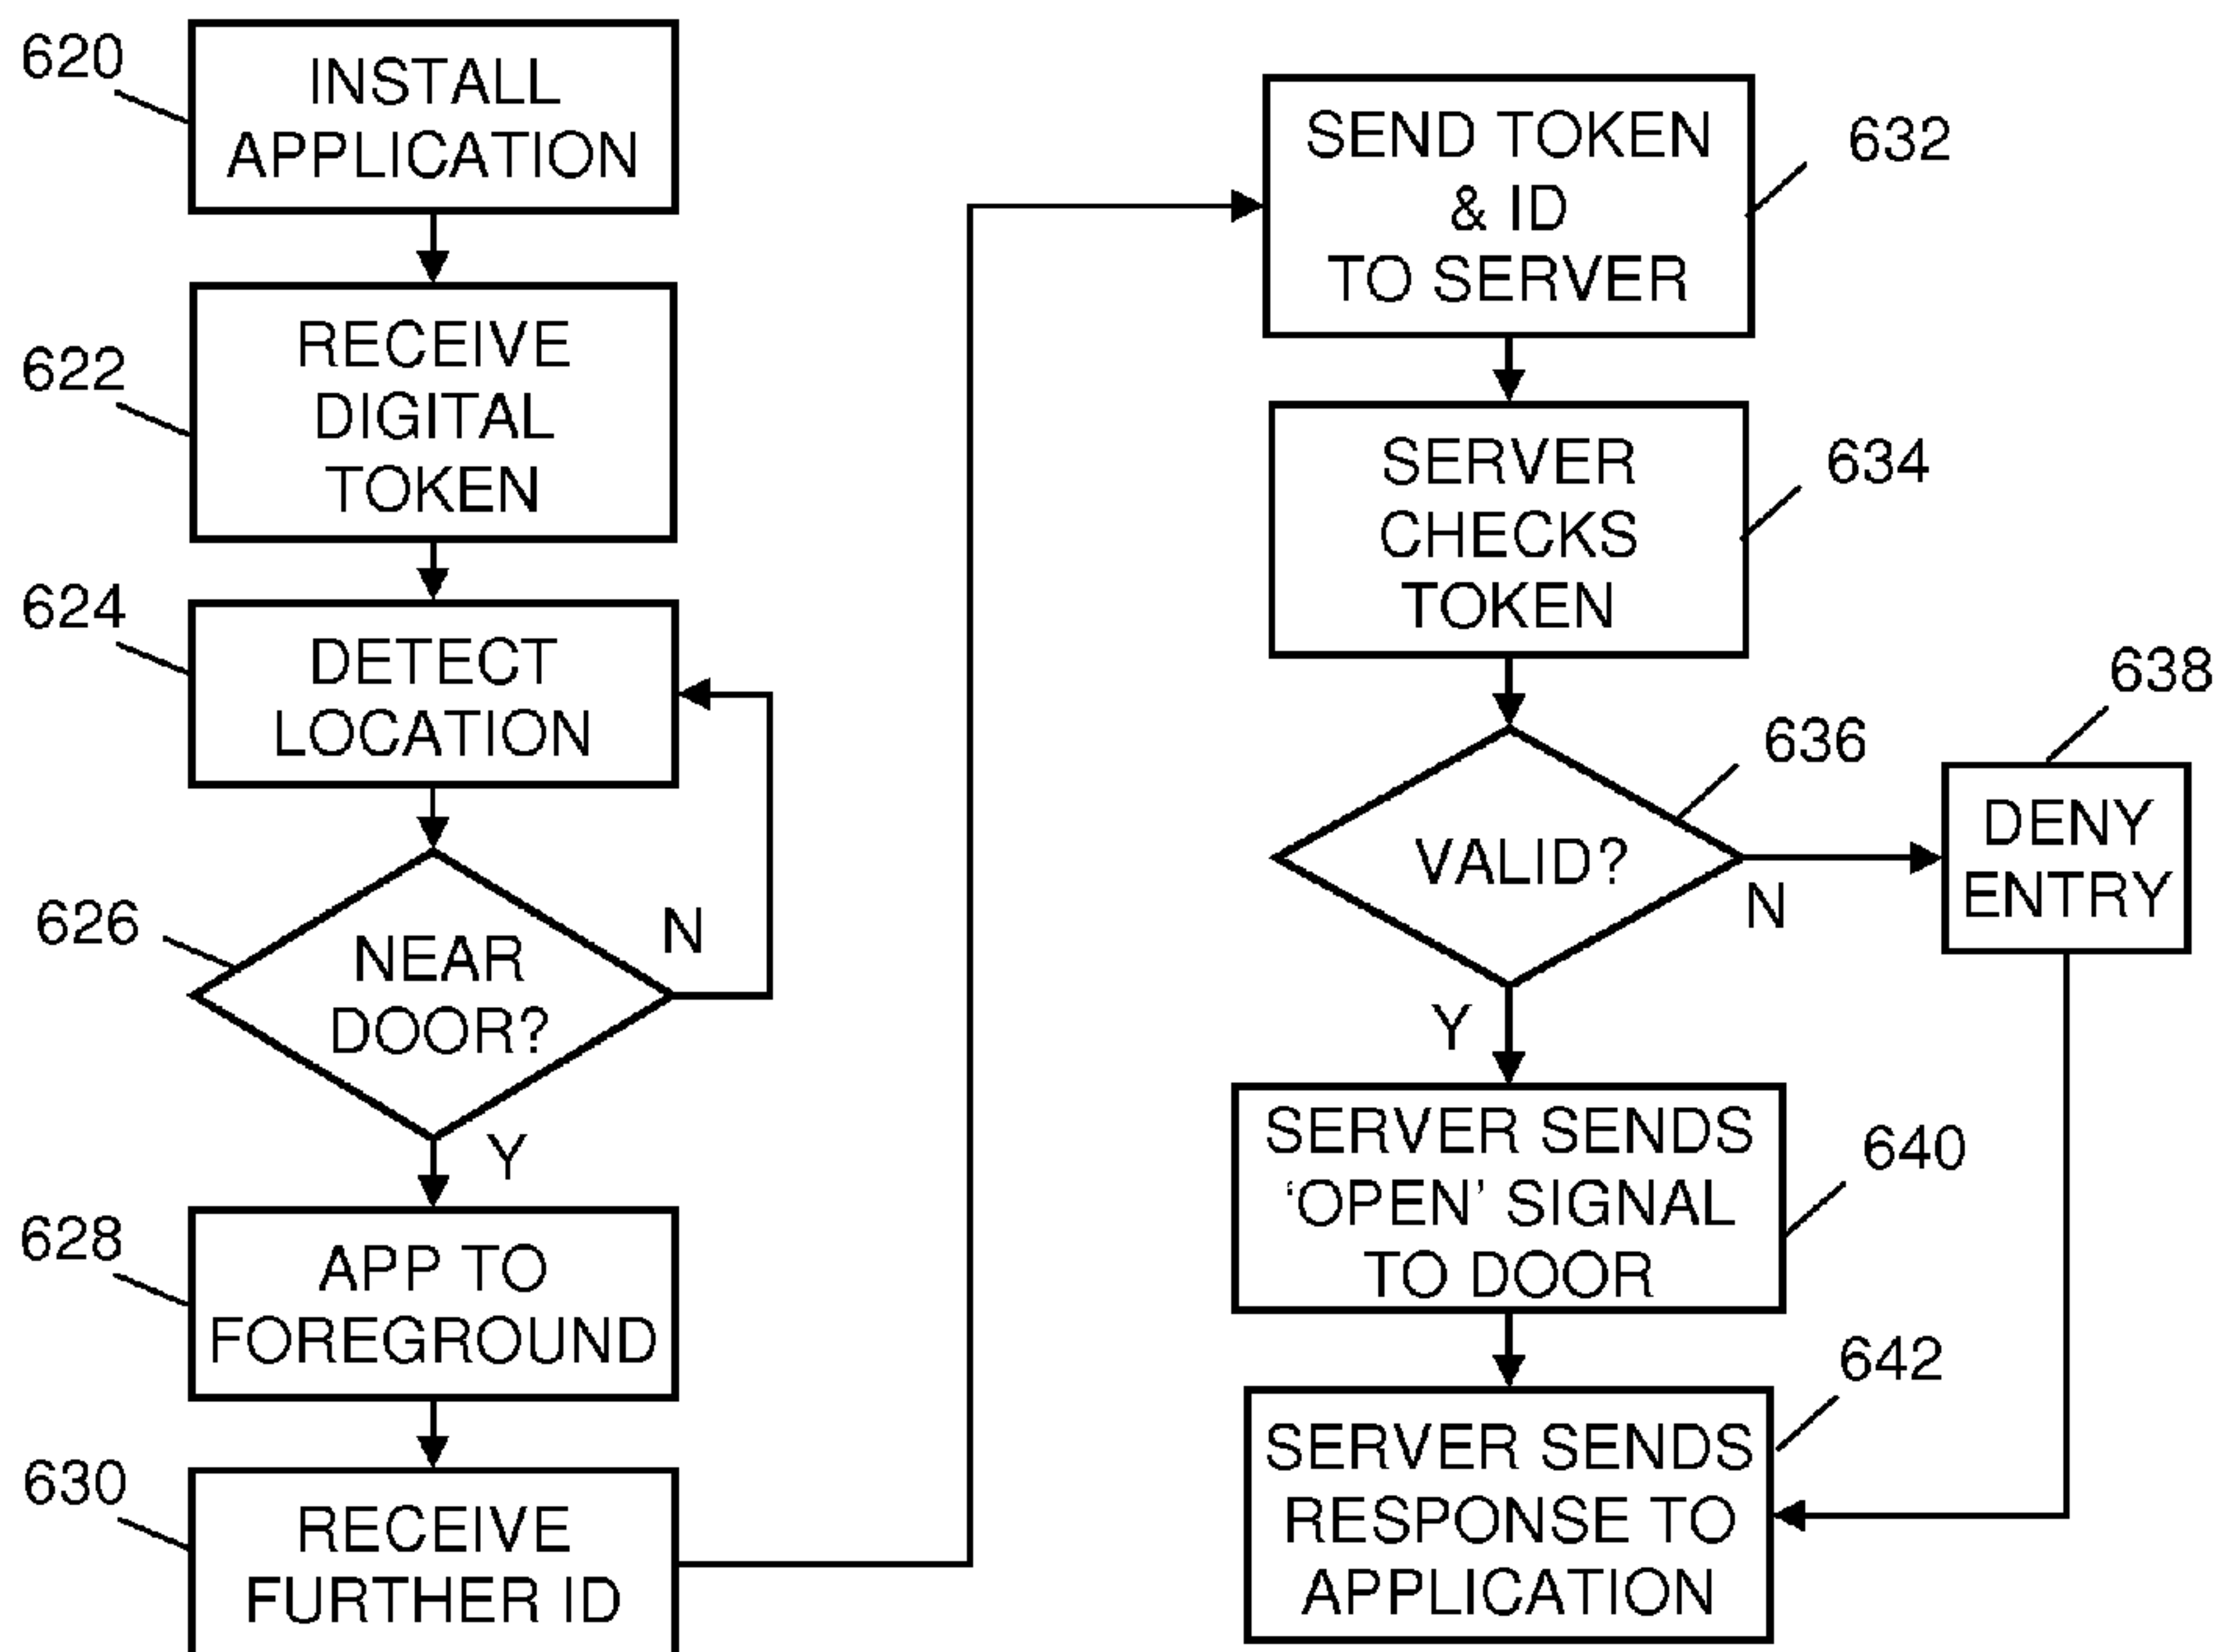 620
INSTALL
APPLICATION
622
RECEIVE
DIGITAL
TOKEN
624
DETECT
LOCATION
626
NEAR
DOOR?
N
Y
628
APP TO
FOREGROUND
630
RECEIVE
FURTHER ID
SEND TOKEN
& ID
TO SERVER
632
SERVER
CHECKS
TOKEN
634
VALID?
636
N
Y
638
DENY
ENTRY
SERVER SENDS
‘OPEN’ SIGNAL
TO DOOR
640
SERVER SENDS
RESPONSE TO
APPLICATION
642